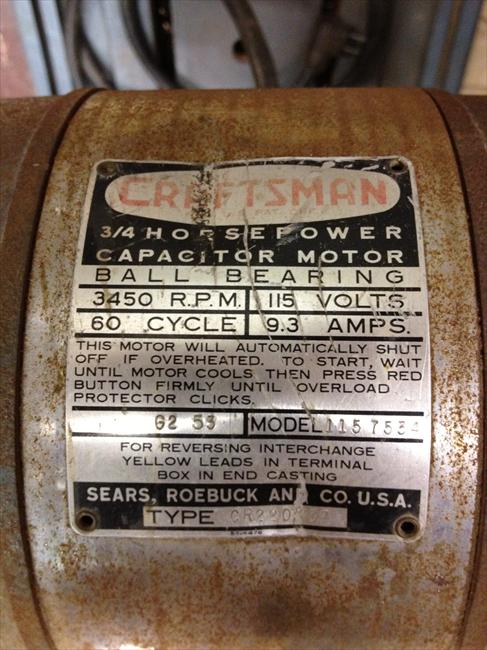 CRAFTSMAN
3/4 HORSEPOWER
CAPACITOR MOTOR
BALL BEARING
3450 R.P.M. 115 VOLTS
60 CYCLE 9.3 AMPS.
THIS MOTOR WILL AUTOMATICALLY SHUT
OFF IF OVERHEATED. TO START, WAIT
UNTIL MOTOR COOLS THEN PRESS RED
BUTTON FIRMLY UNTIL OVERLOAD
PROTECTOR CLICKS.
G2 53 MODEL 115 7534
FOR REVERSING INTERCHANGE
YELLOW LEADS IN TERMINAL
BOX IN END CASTING
SEARS, ROEBUCK AND CO. U.S.A.
TYPE